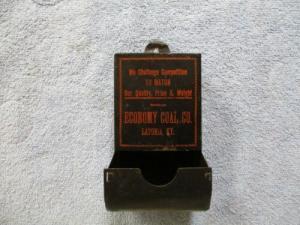 We Challenge Competition
TO MATCH
Our Quality, Price & Weight
ECONOMY COAL CO.
LATONIA, KY.